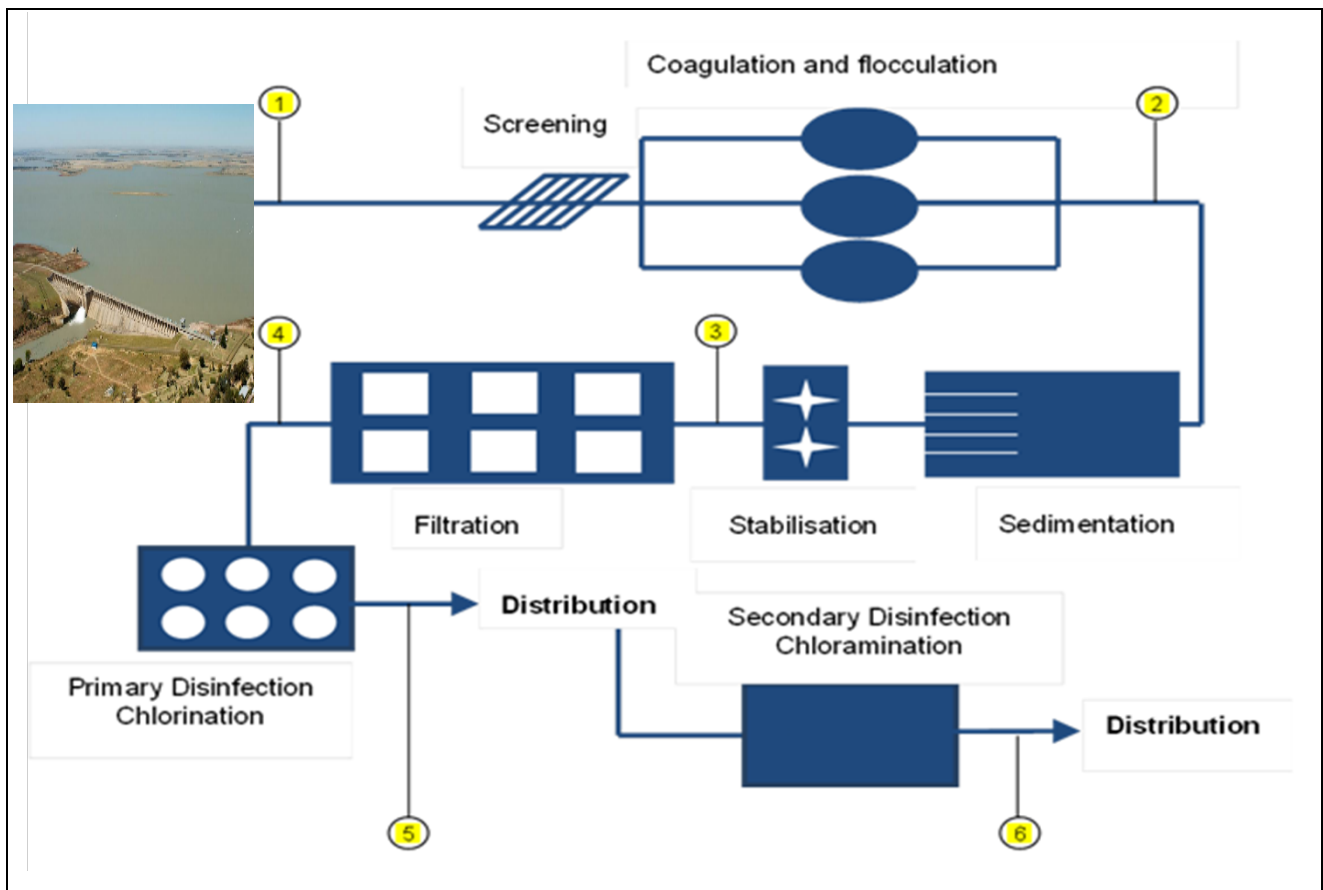 Coagulation and flocculation
1
2
Screening
4
3
Filtration
Stabilisation
Sedimentation
Distribution
Secondary Disinfection
Chloramination
Primary Disinfection
Chlorination
Distribution
5
6